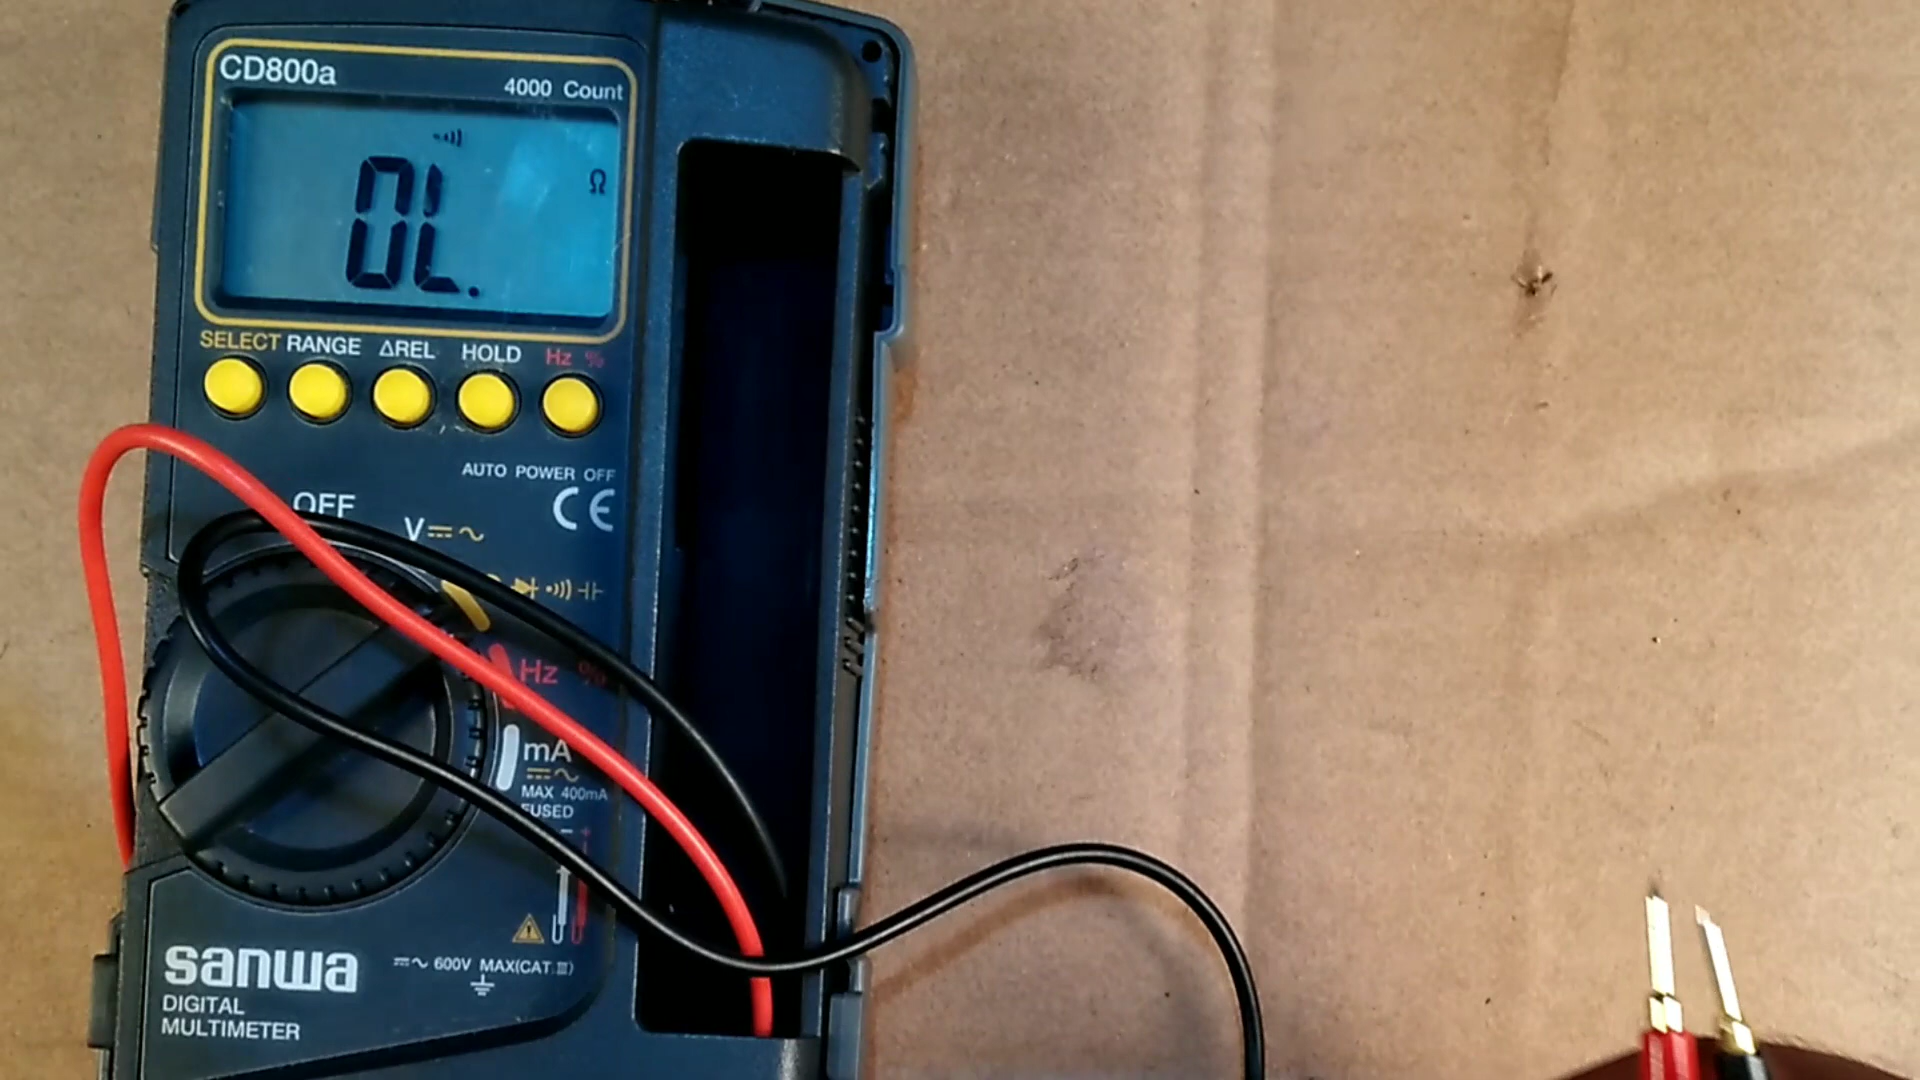 CD800a
4000 Count
Ω
OL.
SELECT RANGE ΔREL HOLD Hz %
AUTO POWER OFF
CE
OFF
V
Hz %
mA
MAX 400mA
FUSED
- +
sanwa
DIGITAL
MULTIMETER
600V MAX(CAT.III)